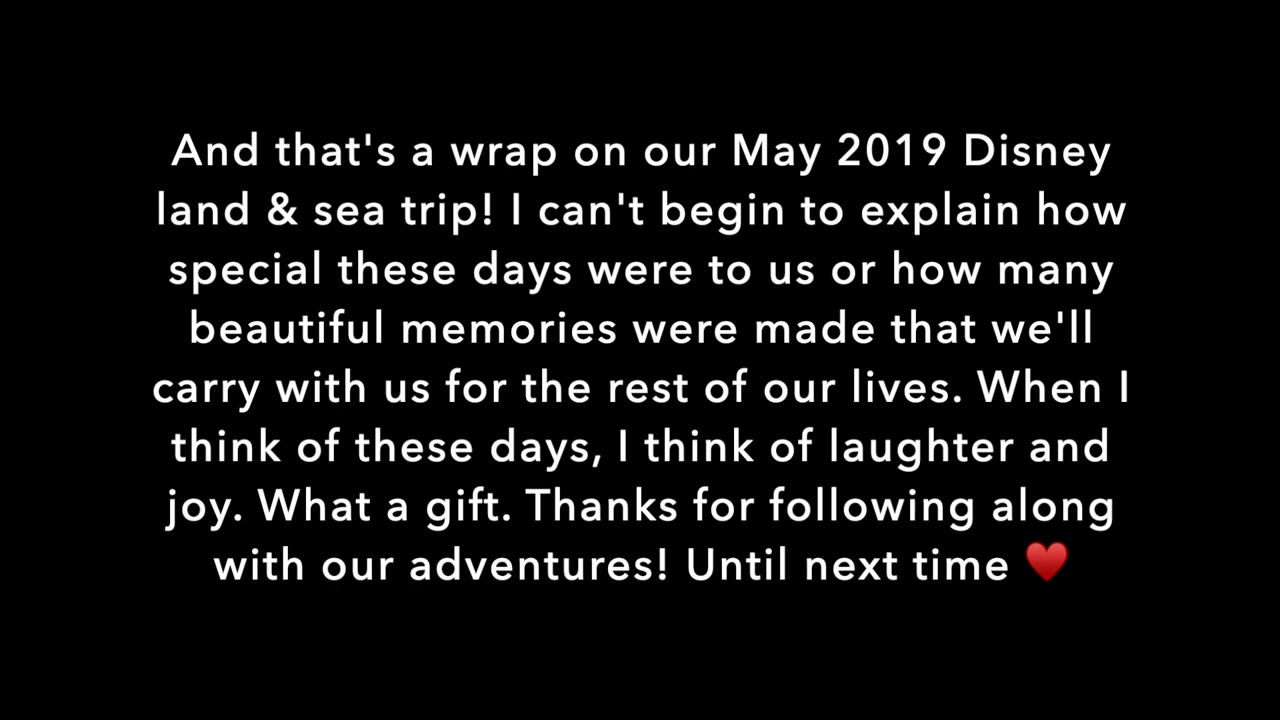 And that's a wrap on our May 2019 Disney
land & sea trip! I can't begin to explain how
special these days were to us or how many
beautiful memories were made that we'll
carry with us for the rest of our lives. When I
think of these days, I think of laughter and
joy. What a gift. Thanks for following along
with our adventures! Until next time ♥️